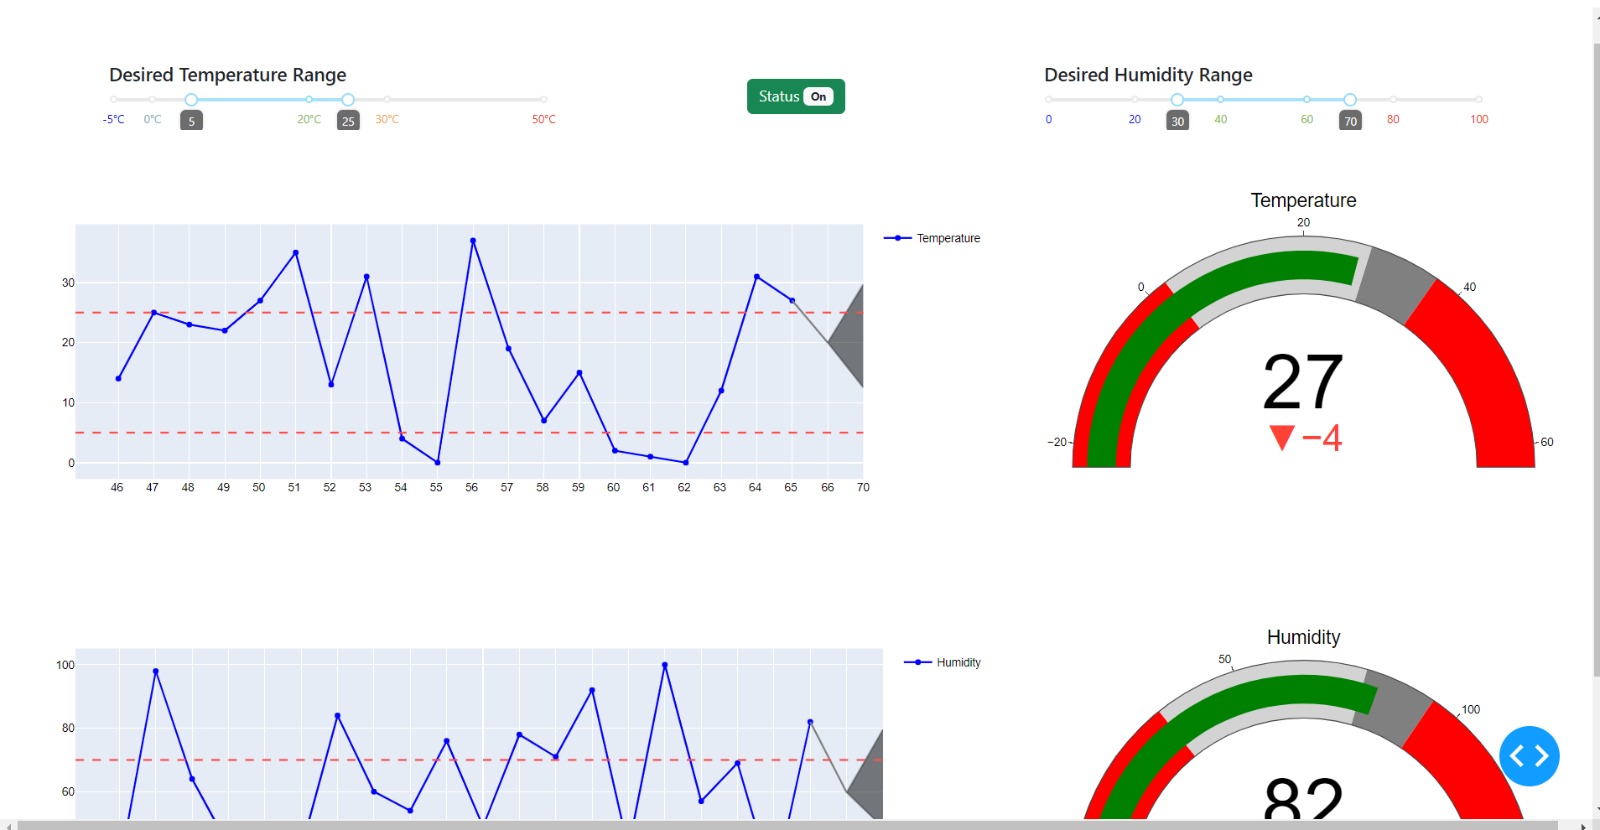 Desired Temperature Range
-5°C 0°C 5 20°C 25 30°C 50°C
Status On
Desired Humidity Range
0 20 30 40 60 70 80 100
Temperature
30
20
10
0
46 47 48 49 50 51 52 53 54 55 56 57 58 59 60 61 62 63 64 65 66 70
Temperature
20
0
40
−20
60
27
▼−4
Humidity
100
80
60
Humidity
50
100
82